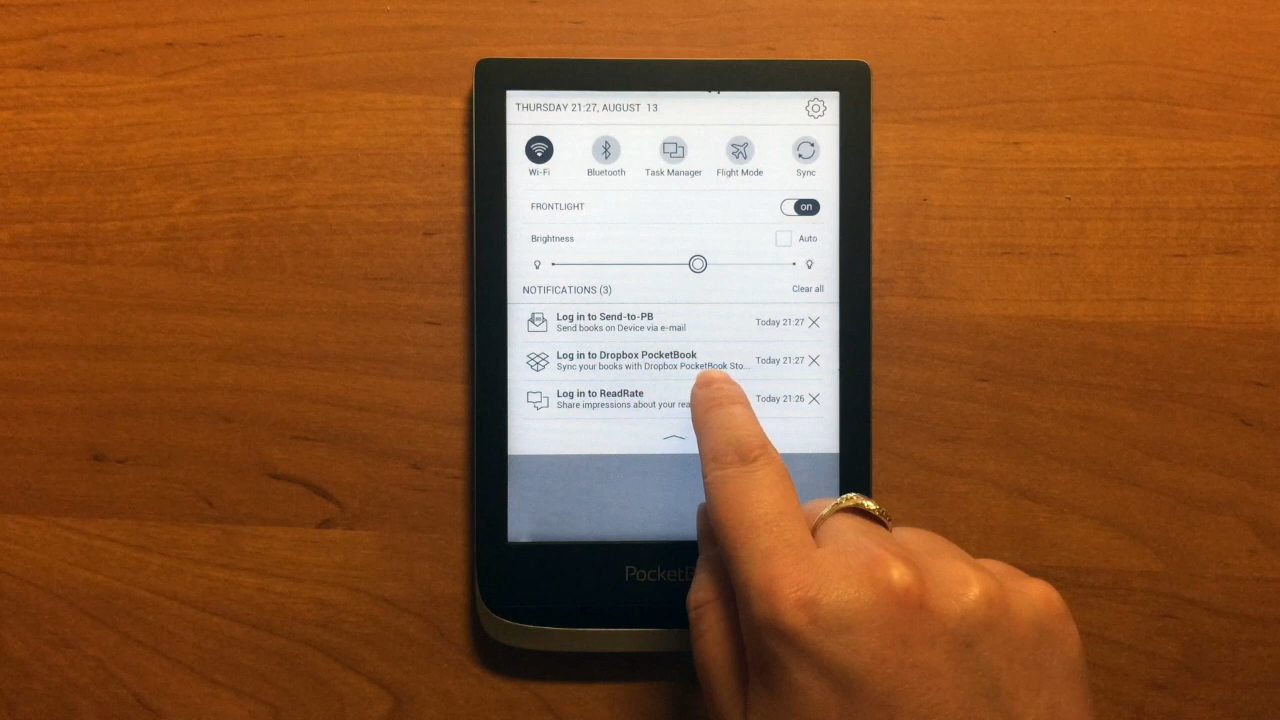 THURSDAY 21:27, AUGUST 13
Wi-Fi Bluetooth Task Manager Flight Mode Sync
FRONTLIGHT on
Brightness Auto
NOTIFICATIONS (3) Clear all
Log in to Send-to-PB
Send books on Device via e-mail Today 21:27
Log in to Dropbox PocketBook
Sync your books with Dropbox PocketBook Sto... Today 21:27
Log in to ReadRate
Share impressions about your Today 21:26